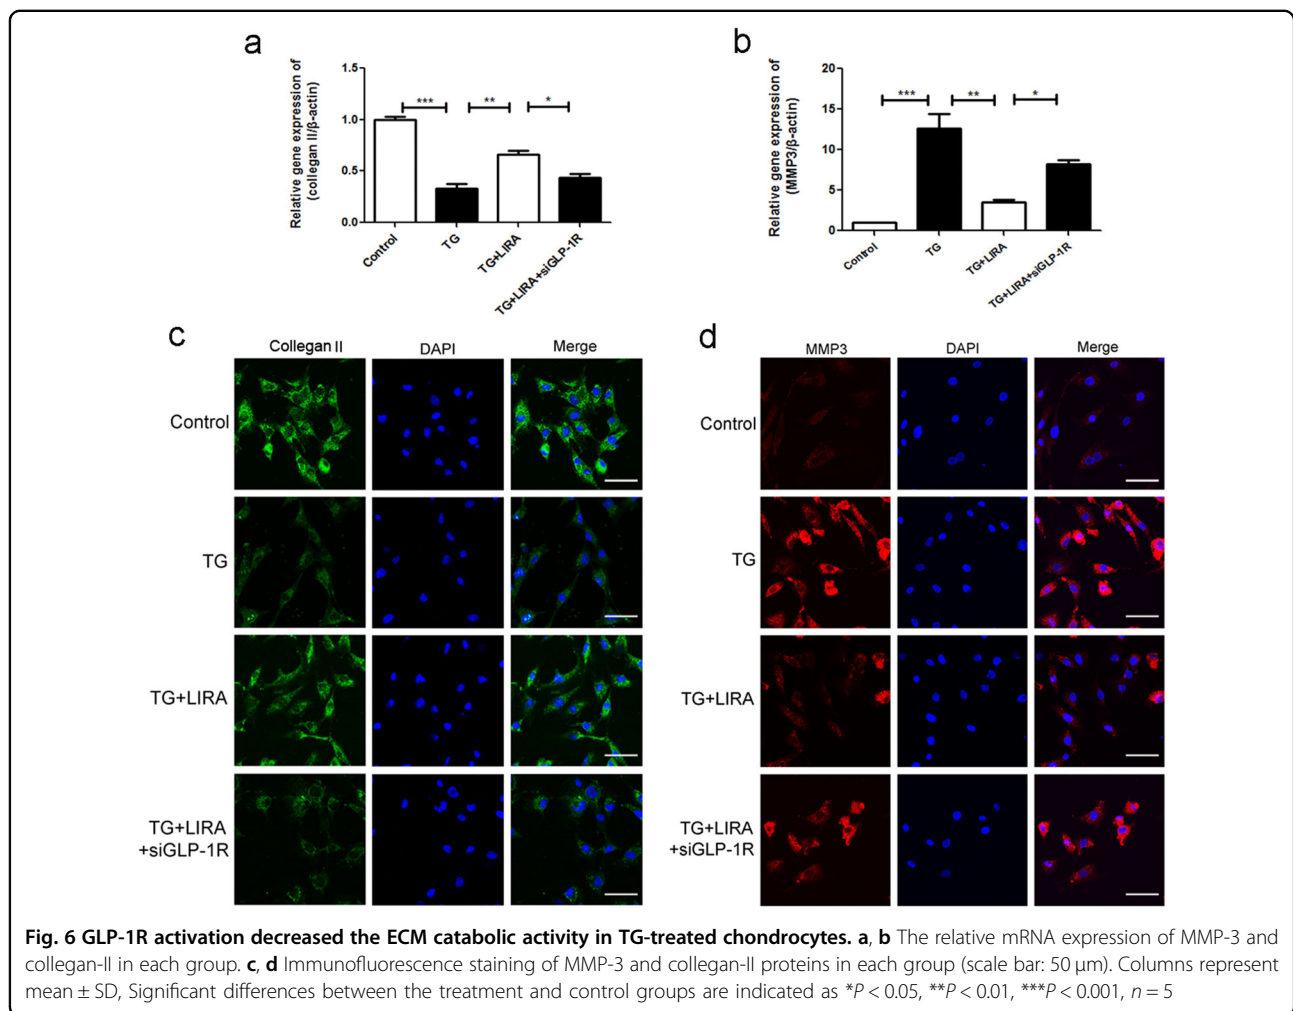 a
Relative gene expression of
(collegan II/β-actin)
1.5
1.0
0.5
0.0
***
**
*
Control
TG
TG+LIRA
TG+LIRA+siGLP-1R
b
Relative gene expression of
(MMP3/β-actin)
20
15
10
5
0
***
**
*
Control
TG
TG+LIRA
TG+LIRA+siGLP-1R
c
Collegan II
DAPI
Merge
Control
TG
TG+LIRA
TG+LIRA
+siGLP-1R
d
MMP3
DAPI
Merge
Control
TG
TG+LIRA
TG+LIRA
+siGLP-1R
Fig. 6 GLP-1R activation decreased the ECM catabolic activity in TG-treated chondrocytes. a, b The relative mRNA expression of MMP-3 and
collegan-II in each group. c, d Immunofluorescence staining of MMP-3 and collegan-II proteins in each group (scale bar: 50 μm). Columns represent
mean ± SD, Significant differences between the treatment and control groups are indicated as *P < 0.05, **P < 0.01, ***P < 0.001, n = 5